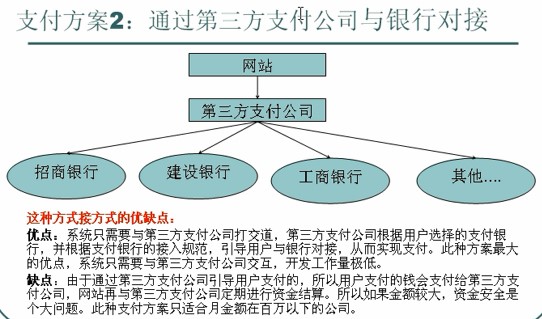 支付方案2：通过第三方支付公司与银行对接
网站
第三方支付公司
招商银行
建设银行
工商银行
其他....
这种方式接方式的优缺点：
优点：系统只需要与第三方支付公司打交道，第三方支付公司根据用户选择的支付银
行，并根据支付银行的接入规范，引导用户与银行对接，从而实现支付。此种方案最大
的优点，系统只需要与第三方支付公司交互，开发工作量极低。
缺点：由于通过第三方支付公司引导用户支付的，所以用户支付的钱会支付给第三方支
付公司，网站再与第三方支付公司定期进行资金结算。所以如果金额较大，资金安全是
个大问题。此种支付方案只适合月金额在百万以下的公司。